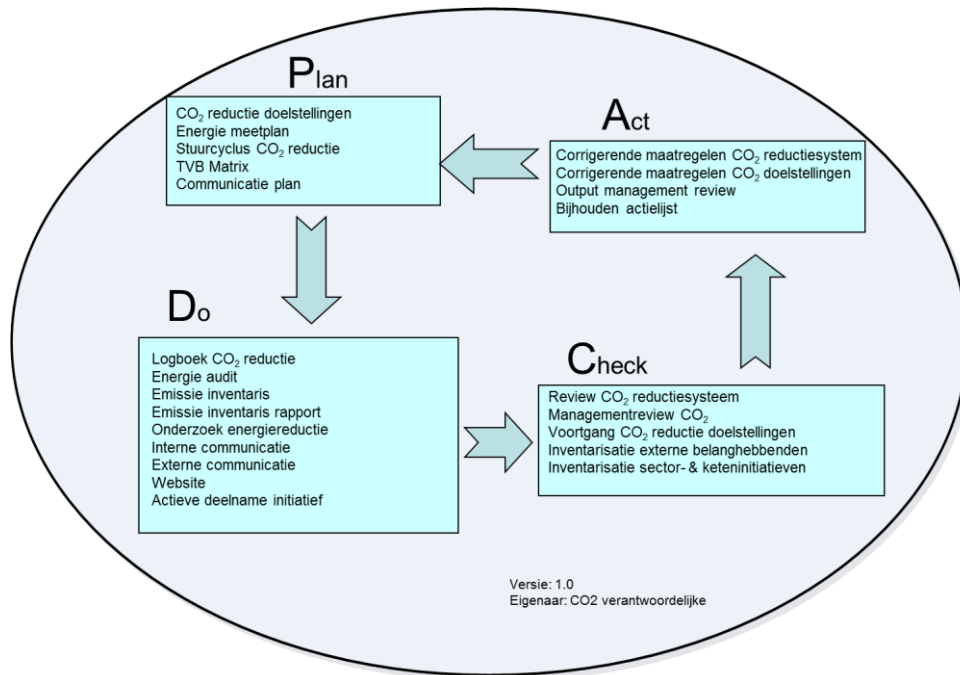 Plan
CO₂ reductie doelstellingen
Energie meetplan
Stuurcyclus CO₂ reductie
TVB Matrix
Communicatie plan
Act
Corrigerende maatregelen CO₂ reductiesystem
Corrigerende maatregelen CO₂ doelstellingen
Output management review
Bijhouden actielijst
Do
Logboek CO₂ reductie
Energie audit
Emissie inventaris
Emissie inventaris rapport
Onderzoek energiereductie
Interne communicatie
Externe communicatie
Website
Actieve deelname initiatief
Check
Review CO₂ reductiesysteem
Managementreview CO₂
Voortgang CO₂ reductie doelstellingen
Inventarisatie externe belanghebbenden
Inventarisatie sector- & keteninitiatieven
Versie: 1.0
Eigenaar: CO2 verantwoordelijke